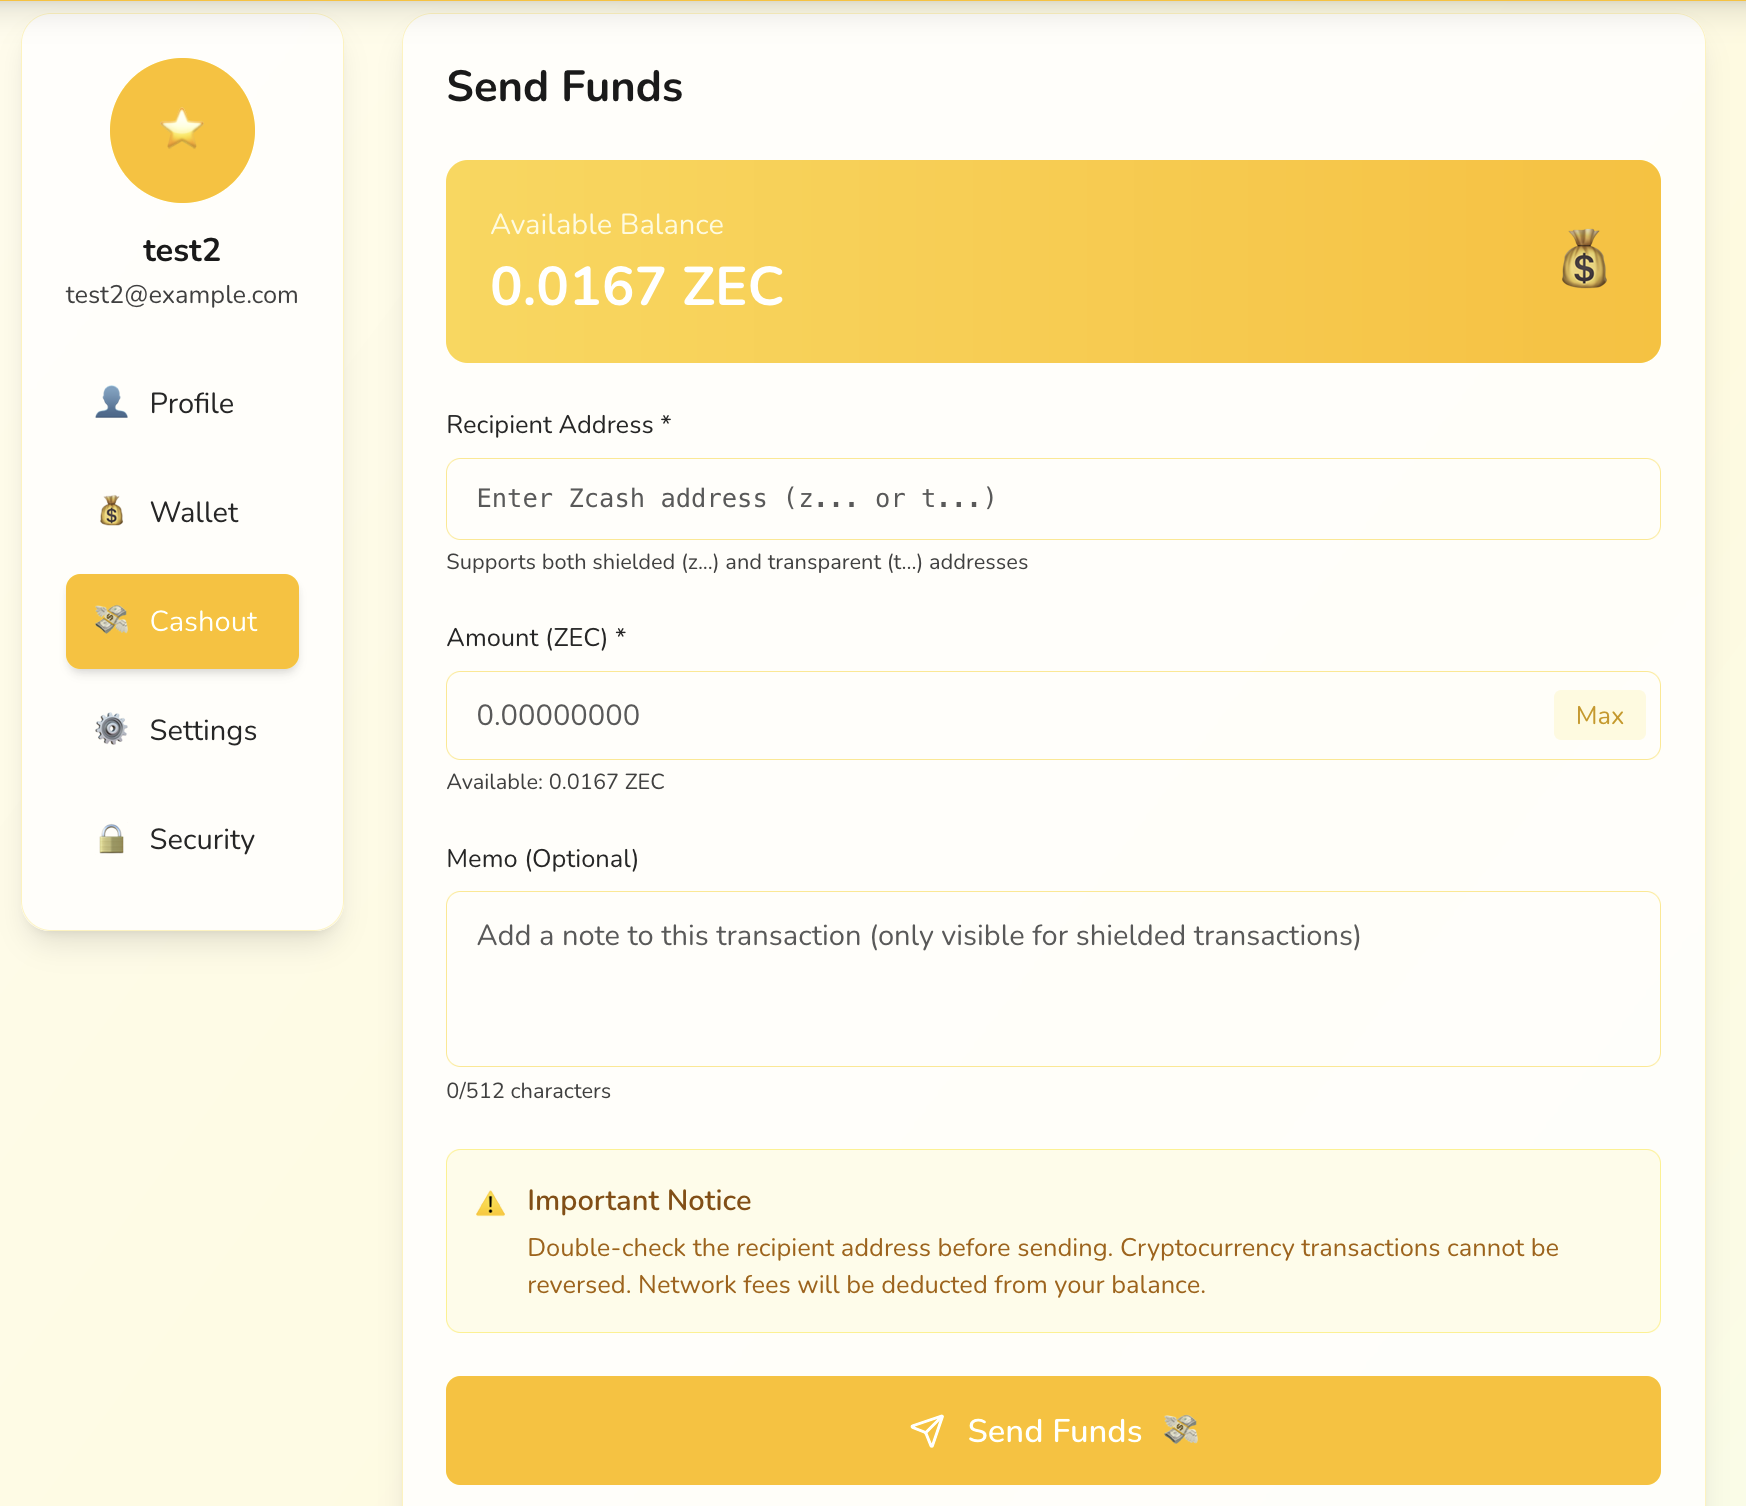 test2
test2@example.com
Profile
Wallet
Cashout
Settings
Security
Send Funds
Available Balance
0.0167 ZEC
Recipient Address *
Enter Zcash address (z... or t...)
Supports both shielded (z...) and transparent (t...) addresses
Amount (ZEC) *
0.00000000
Max
Available: 0.0167 ZEC
Memo (Optional)
Add a note to this transaction (only visible for shielded transactions)
0/512 characters
Important Notice
Double-check the recipient address before sending. Cryptocurrency transactions cannot be
reversed. Network fees will be deducted from your balance.
Send Funds